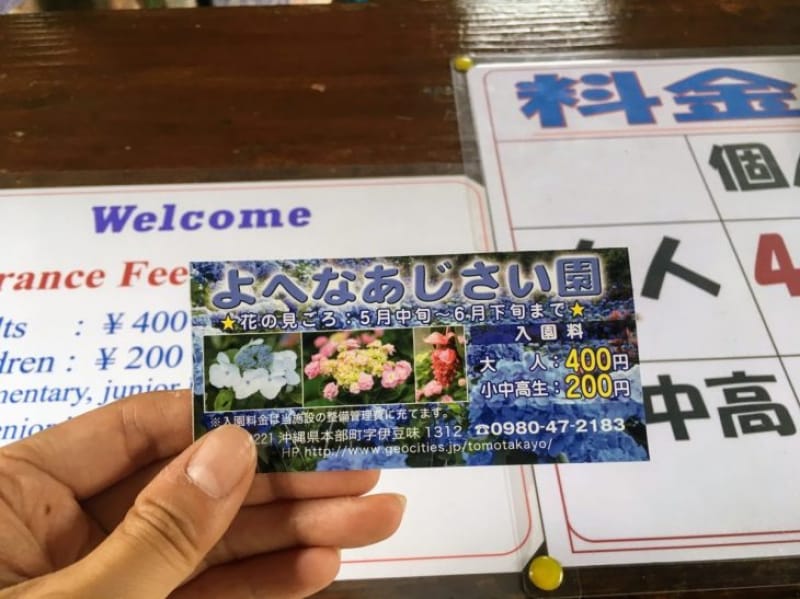 料金
個
人 4
中高
Welcome
rance Fee
lts : ¥400
dren : ¥200
mentary, junior
enior
よへなあじさい園
★花の見ごろ：5月中旬～6月下旬まで★
入園料
大人：400円
小中高生：200円
※入園料金は当施設の整備管理費に充てます。
221 沖縄県本部町字伊豆味 1312 ☎0980-47-2183
HP http://www.geocities.jp/tomotakayo/